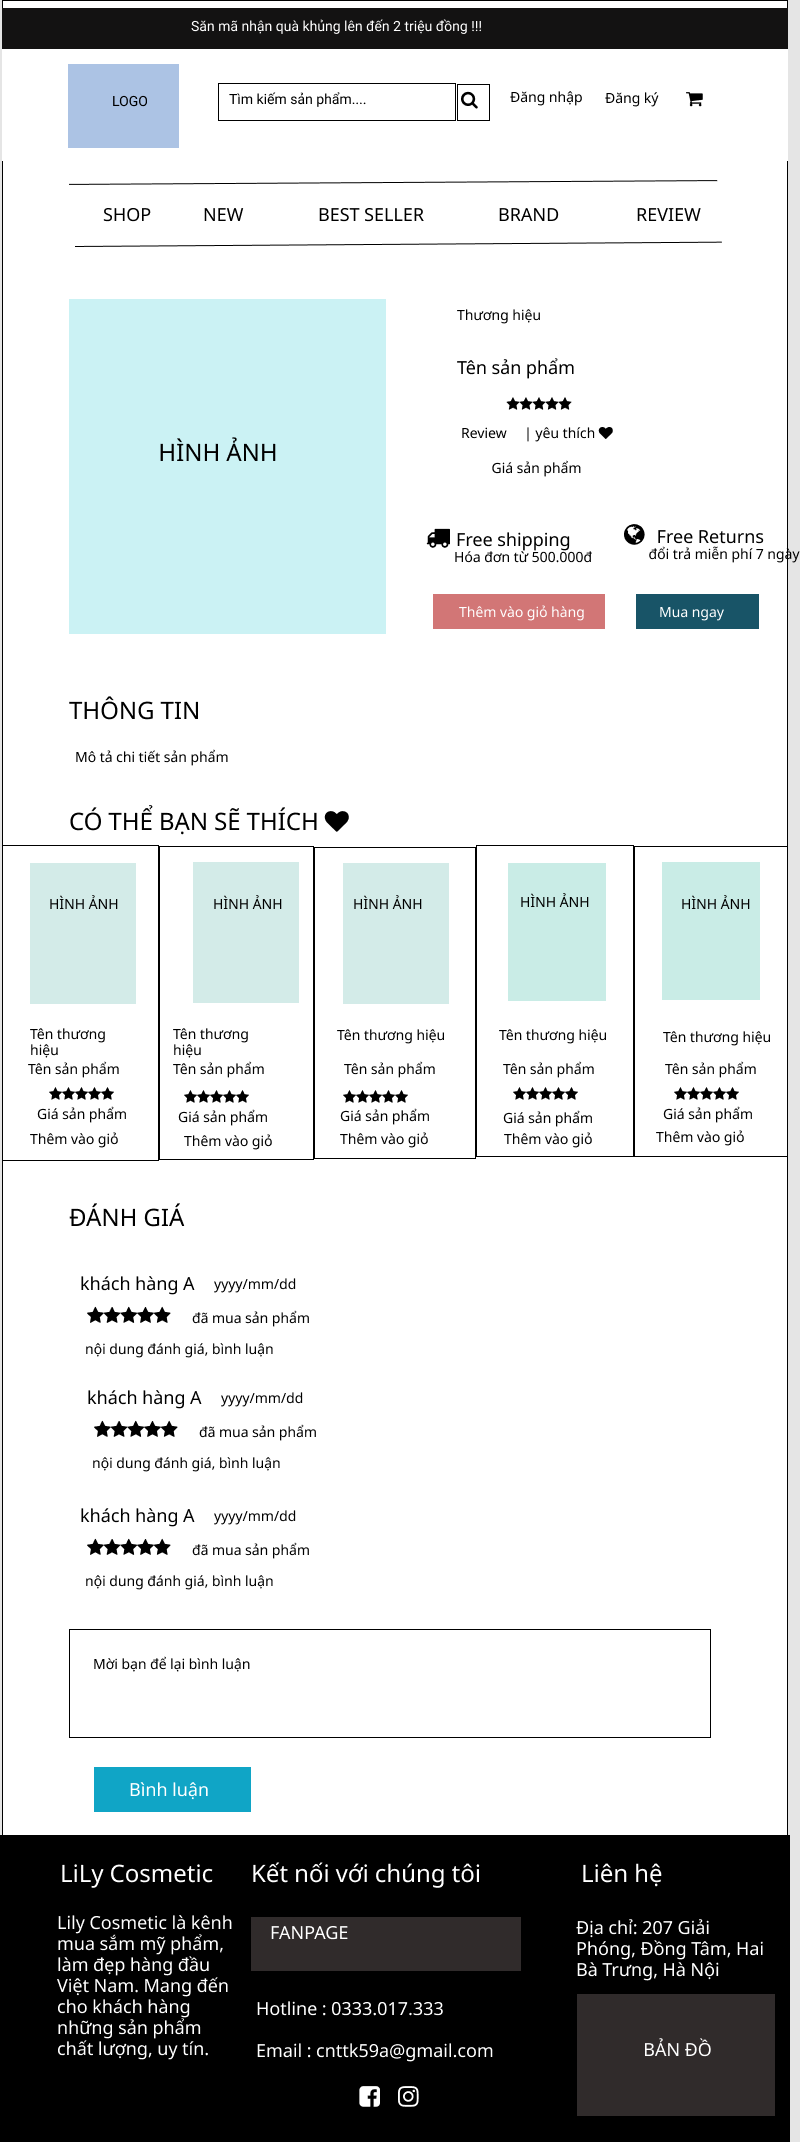 Săn mã nhận quà khủng lên đến 2 triệu đồng !!!
LOGO
Tìm kiếm sản phẩm....
Đăng nhập
Đăng ký
SHOP
NEW
BEST SELLER
BRAND
REVIEW
HÌNH ẢNH
Thương hiệu
Tên sản phẩm
Review | yêu thích
Giá sản phẩm
Free shipping
Hóa đơn từ 500.000đ
Free Returns
đổi trả miễn phí 7 ngày
Thêm vào giỏ hàng
Mua ngay
THÔNG TIN
Mô tả chi tiết sản phẩm
CÓ THỂ BẠN SẼ THÍCH
HÌNH ẢNH
Tên thương
hiệu
Tên sản phẩm
Giá sản phẩm
Thêm vào giỏ
HÌNH ẢNH
Tên thương
hiệu
Tên sản phẩm
Giá sản phẩm
Thêm vào giỏ
HÌNH ẢNH
Tên thương hiệu
Tên sản phẩm
Giá sản phẩm
Thêm vào giỏ
HÌNH ẢNH
Tên thương hiệu
Tên sản phẩm
Giá sản phẩm
Thêm vào giỏ
HÌNH ẢNH
Tên thương hiệu
Tên sản phẩm
Giá sản phẩm
Thêm vào giỏ
ĐÁNH GIÁ
khách hàng A yyyy/mm/dd
đã mua sản phẩm
nội dung đánh giá, bình luận
khách hàng A yyyy/mm/dd
đã mua sản phẩm
nội dung đánh giá, bình luận
khách hàng A yyyy/mm/dd
đã mua sản phẩm
nội dung đánh giá, bình luận
Mời bạn để lại bình luận
Bình luận
LiLy Cosmetic
Lily Cosmetic là kênh
mua sắm mỹ phẩm,
làm đẹp hàng đầu
Việt Nam. Mang đến
cho khách hàng
những sản phẩm
chất lượng, uy tín.
Kết nối với chúng tôi
FANPAGE
Hotline : 0333.017.333
Email : cnttk59a@gmail.com
Liên hệ
Địa chỉ: 207 Giải
Phóng, Đồng Tâm, Hai
Bà Trưng, Hà Nội
BẢN ĐỒ